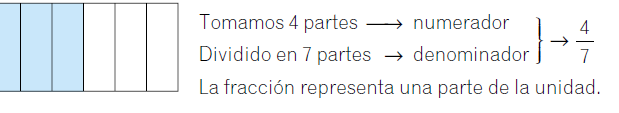 Tomamos 4 partes ⟶ numerador
Dividido en 7 partes → denominador } → 4/7
La fracción representa una parte de la unidad.